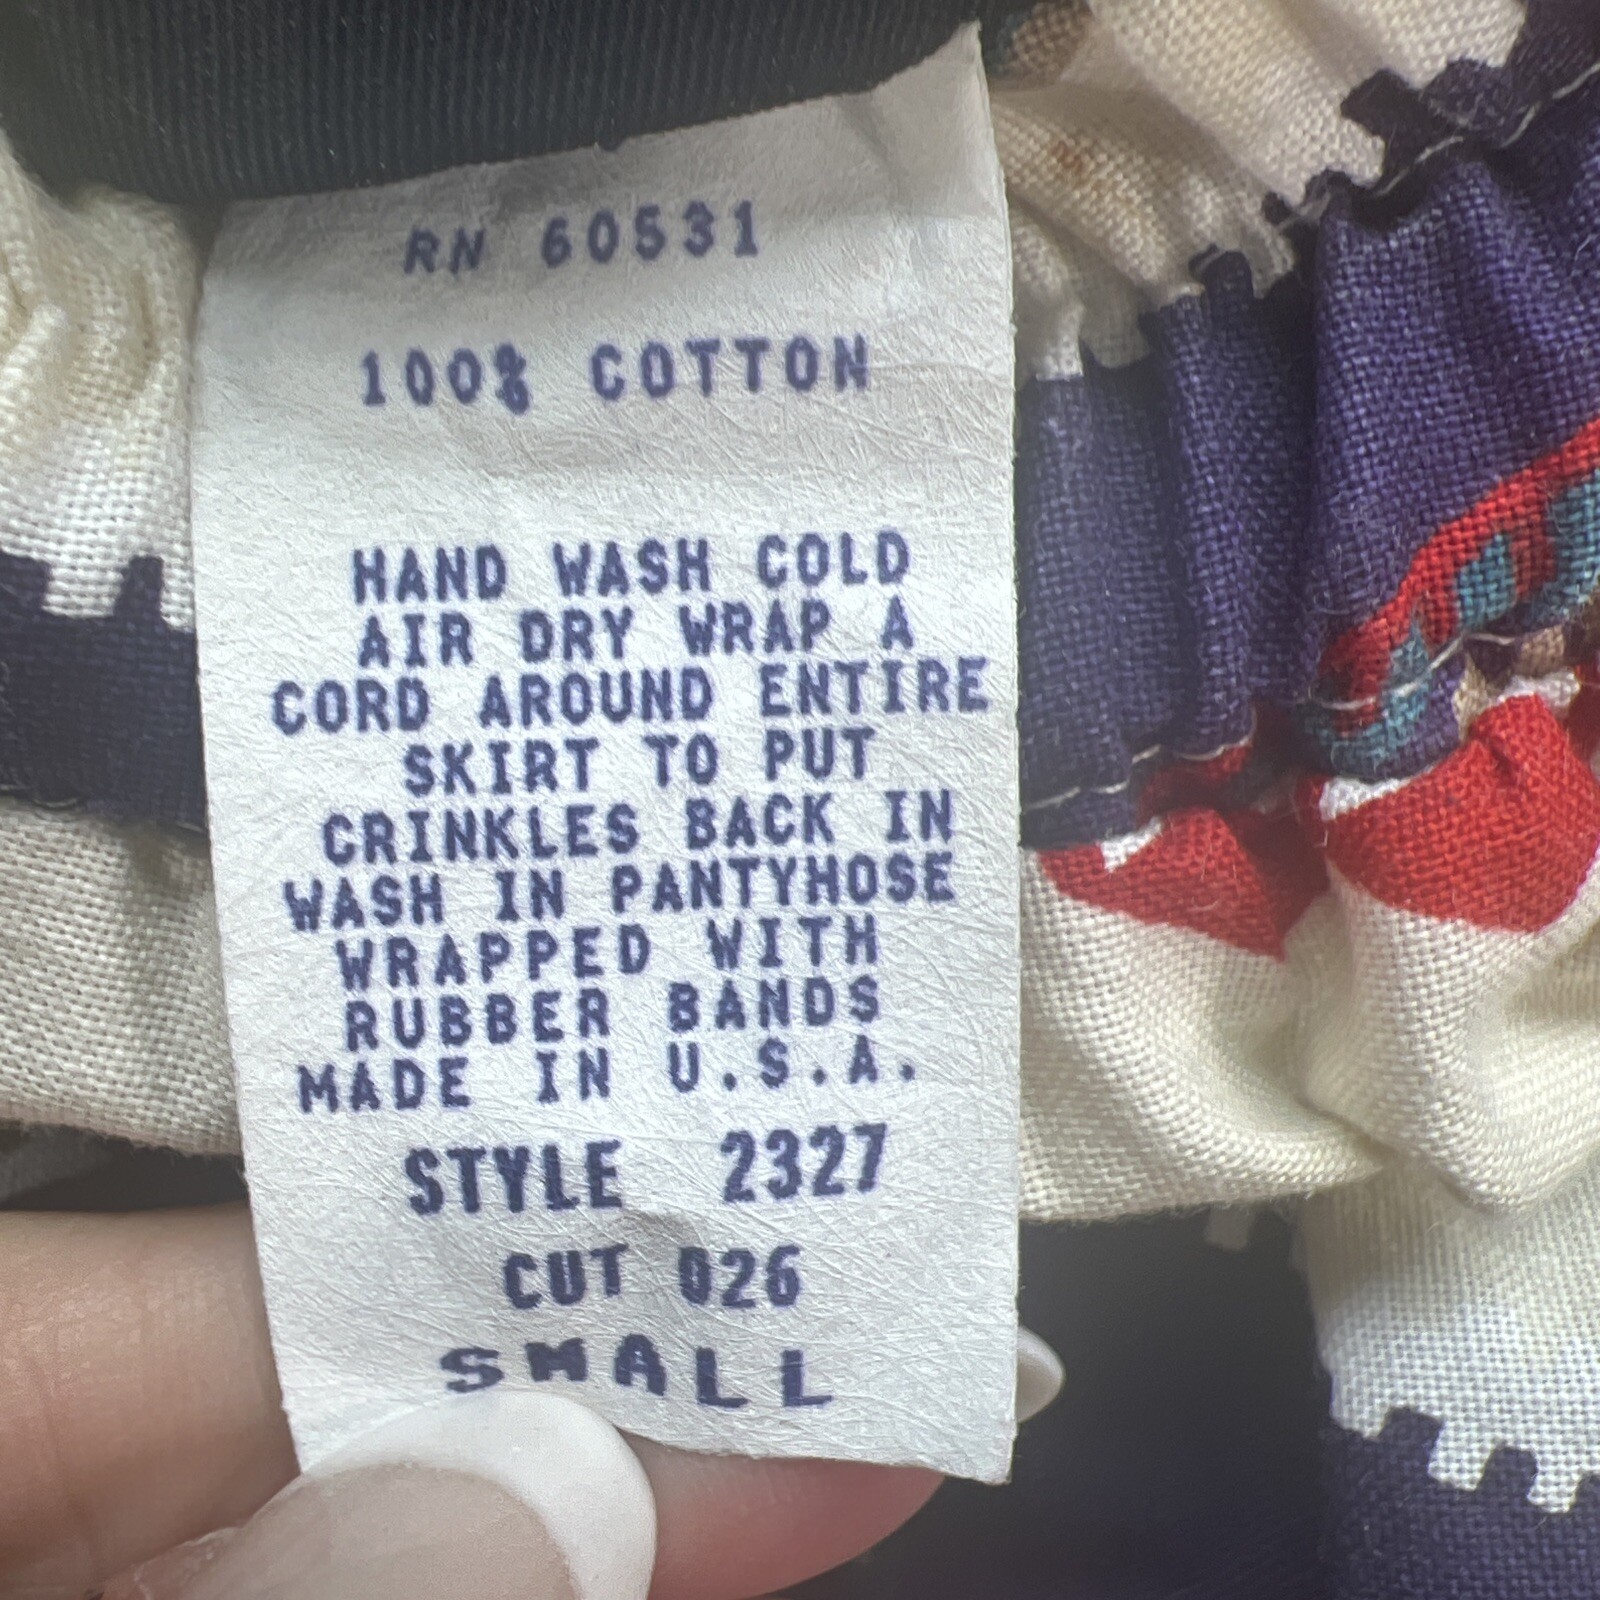 RN 60531
100% COTTON
HAND WASH COLD
AIR DRY WRAP A
CORD AROUND ENTIRE
SKIRT TO PUT
CRINKLES BACK IN
WASH IN PANTYHOSE
WRAPPED WITH
RUBBER BANDS
MADE IN U.S.A.
STYLE 2327
CUT 026
SMALL